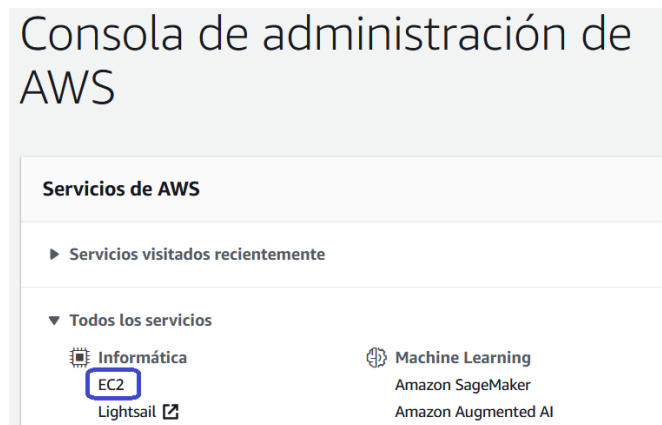 Consola de administración de
AWS
Servicios de AWS
Servicios visitados recientemente
Todos los servicios
Informática
EC2
Lightsail
Machine Learning
Amazon SageMaker
Amazon Augmented AI